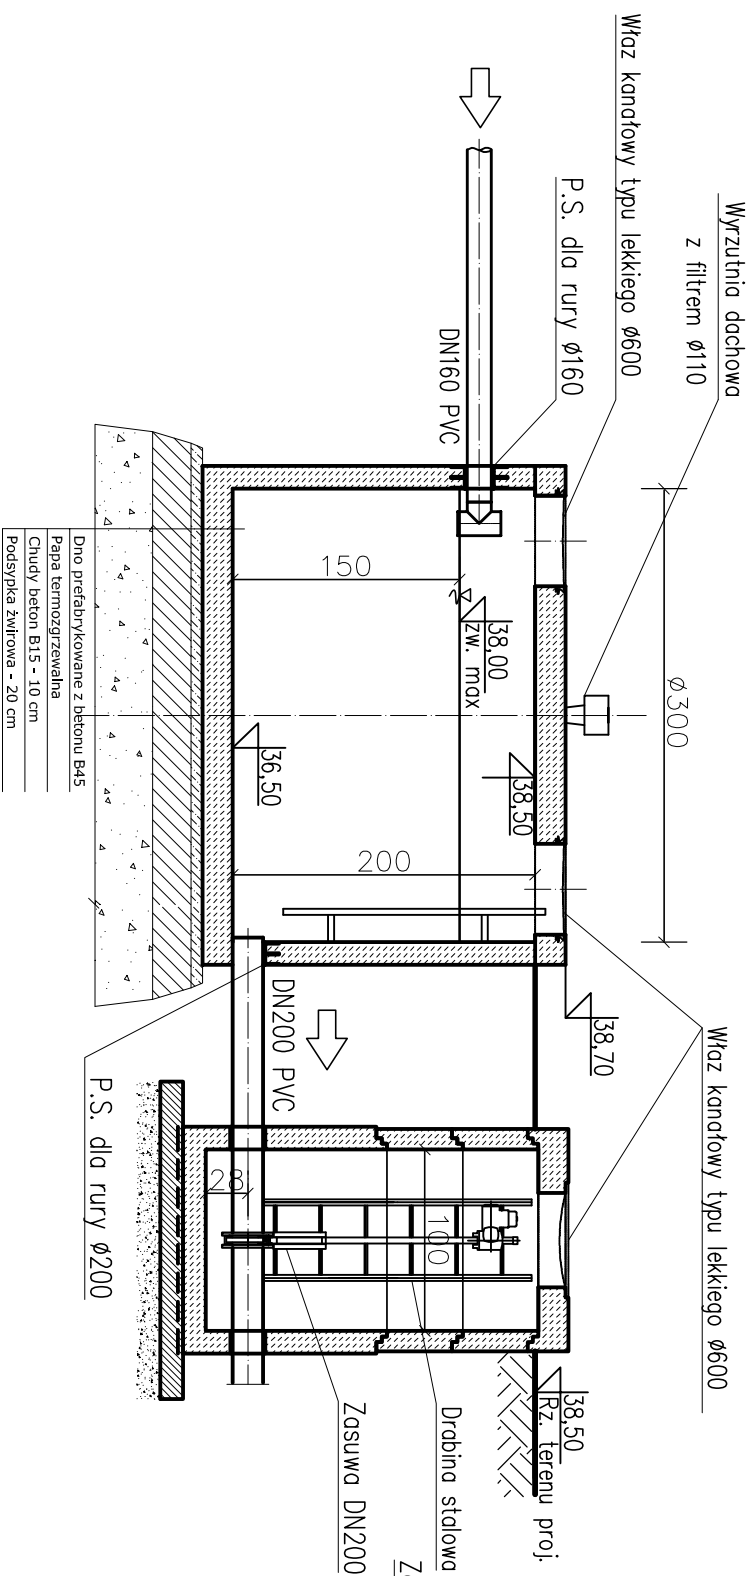 Wyrzutnia dachowa
z filtrem ø110
Właz kanałowy typu lekkiego ø600
P.S. dla rury ø160
DN160 PVC
ø300
150
38,00
zw. max
38,50
36,50
200
38,70
Właz kanałowy typu lekkiego ø600
DN200 PVC
P.S. dla rury ø200
28
100
38,50
Rz. terenu proj.
Drabina stalowa
Zasuwa DN200
Dno prefabrykowane z betonu B45
Papa termozgrzewalna
Chudy beton B15 - 10 cm
Podsypka żwirowa - 20 cm